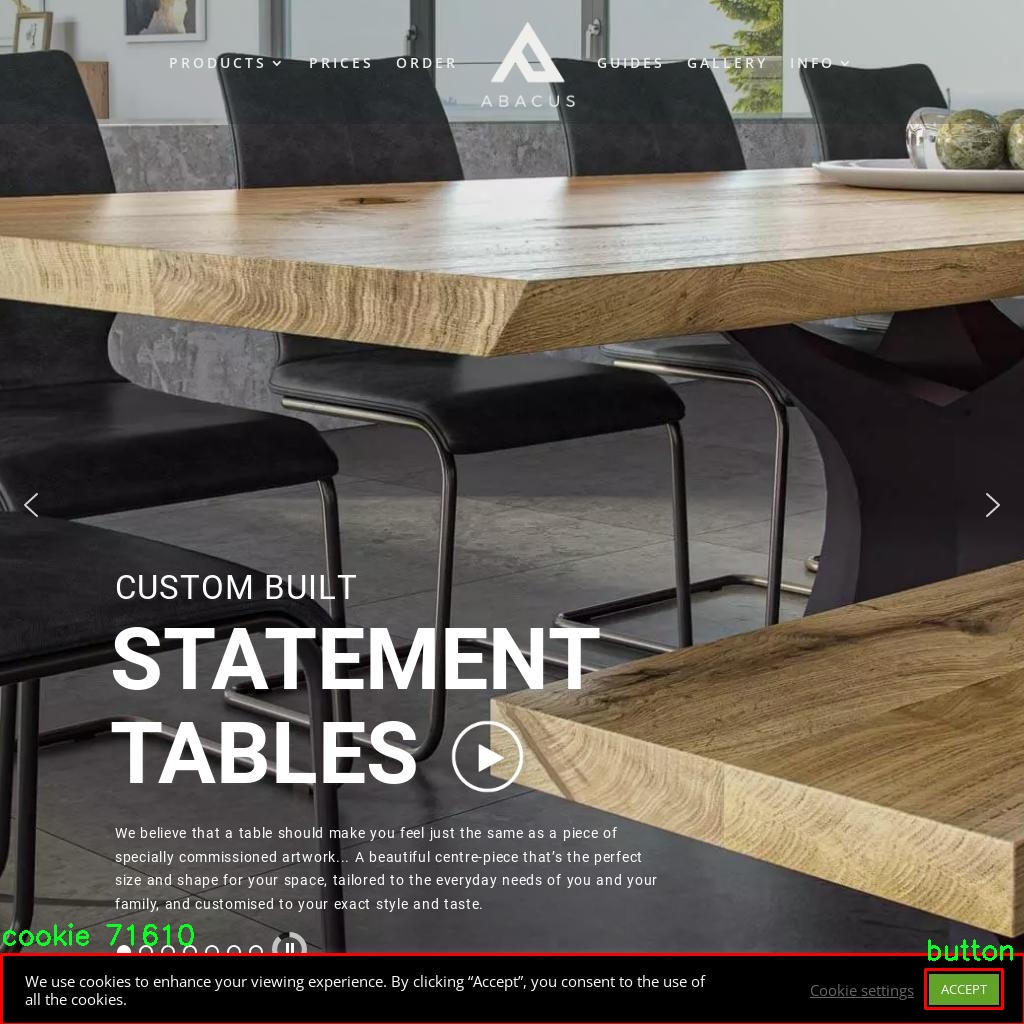 PRODUCTS PRICES ORDER GUIDES GALLERY INFO
ABACUS
CUSTOM BUILT
STATEMENT
TABLES
We believe that a table should make you feel just the same as a piece of
specially commissioned artwork... A beautiful centre-piece that’s the perfect
size and shape for your space, tailored to the everyday needs of you and your
family, and customised to your exact style and taste.
cookie 71610
button
We use cookies to enhance your viewing experience. By clicking “Accept”, you consent to the use of
all the cookies.
Cookie settings
ACCEPT